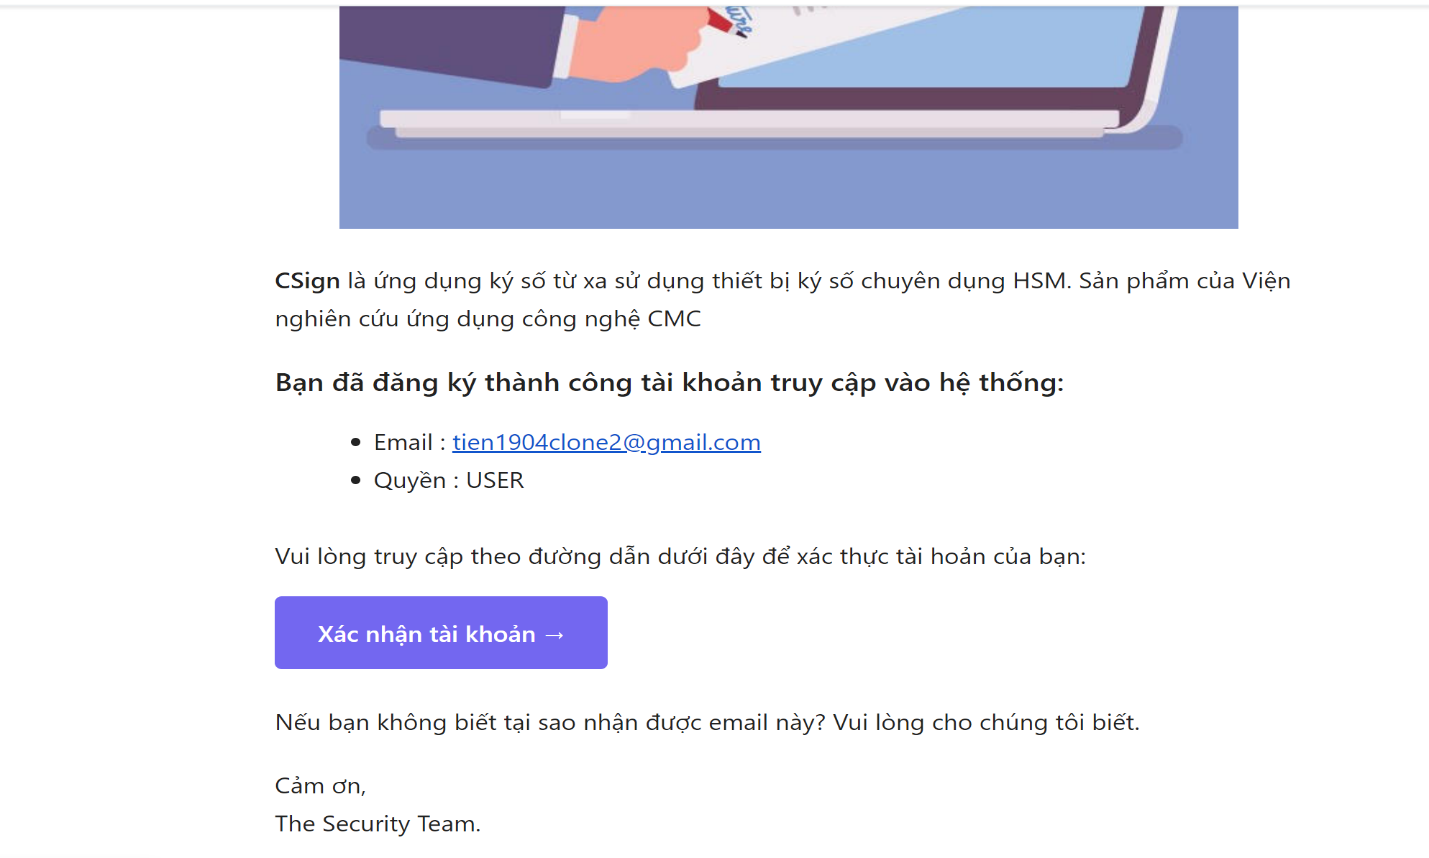 CSign là ứng dụng ký số từ xa sử dụng thiết bị ký số chuyên dụng HSM. Sản phẩm của Viện
nghiên cứu ứng dụng công nghệ CMC
Bạn đã đăng ký thành công tài khoản truy cập vào hệ thống:
• Email : tien1904clone2@gmail.com
• Quyền : USER
Vui lòng truy cập theo đường dẫn dưới đây để xác thực tài hoản của bạn:
Xác nhận tài khoản →
Nếu bạn không biết tại sao nhận được email này? Vui lòng cho chúng tôi biết.
Cảm ơn,
The Security Team.